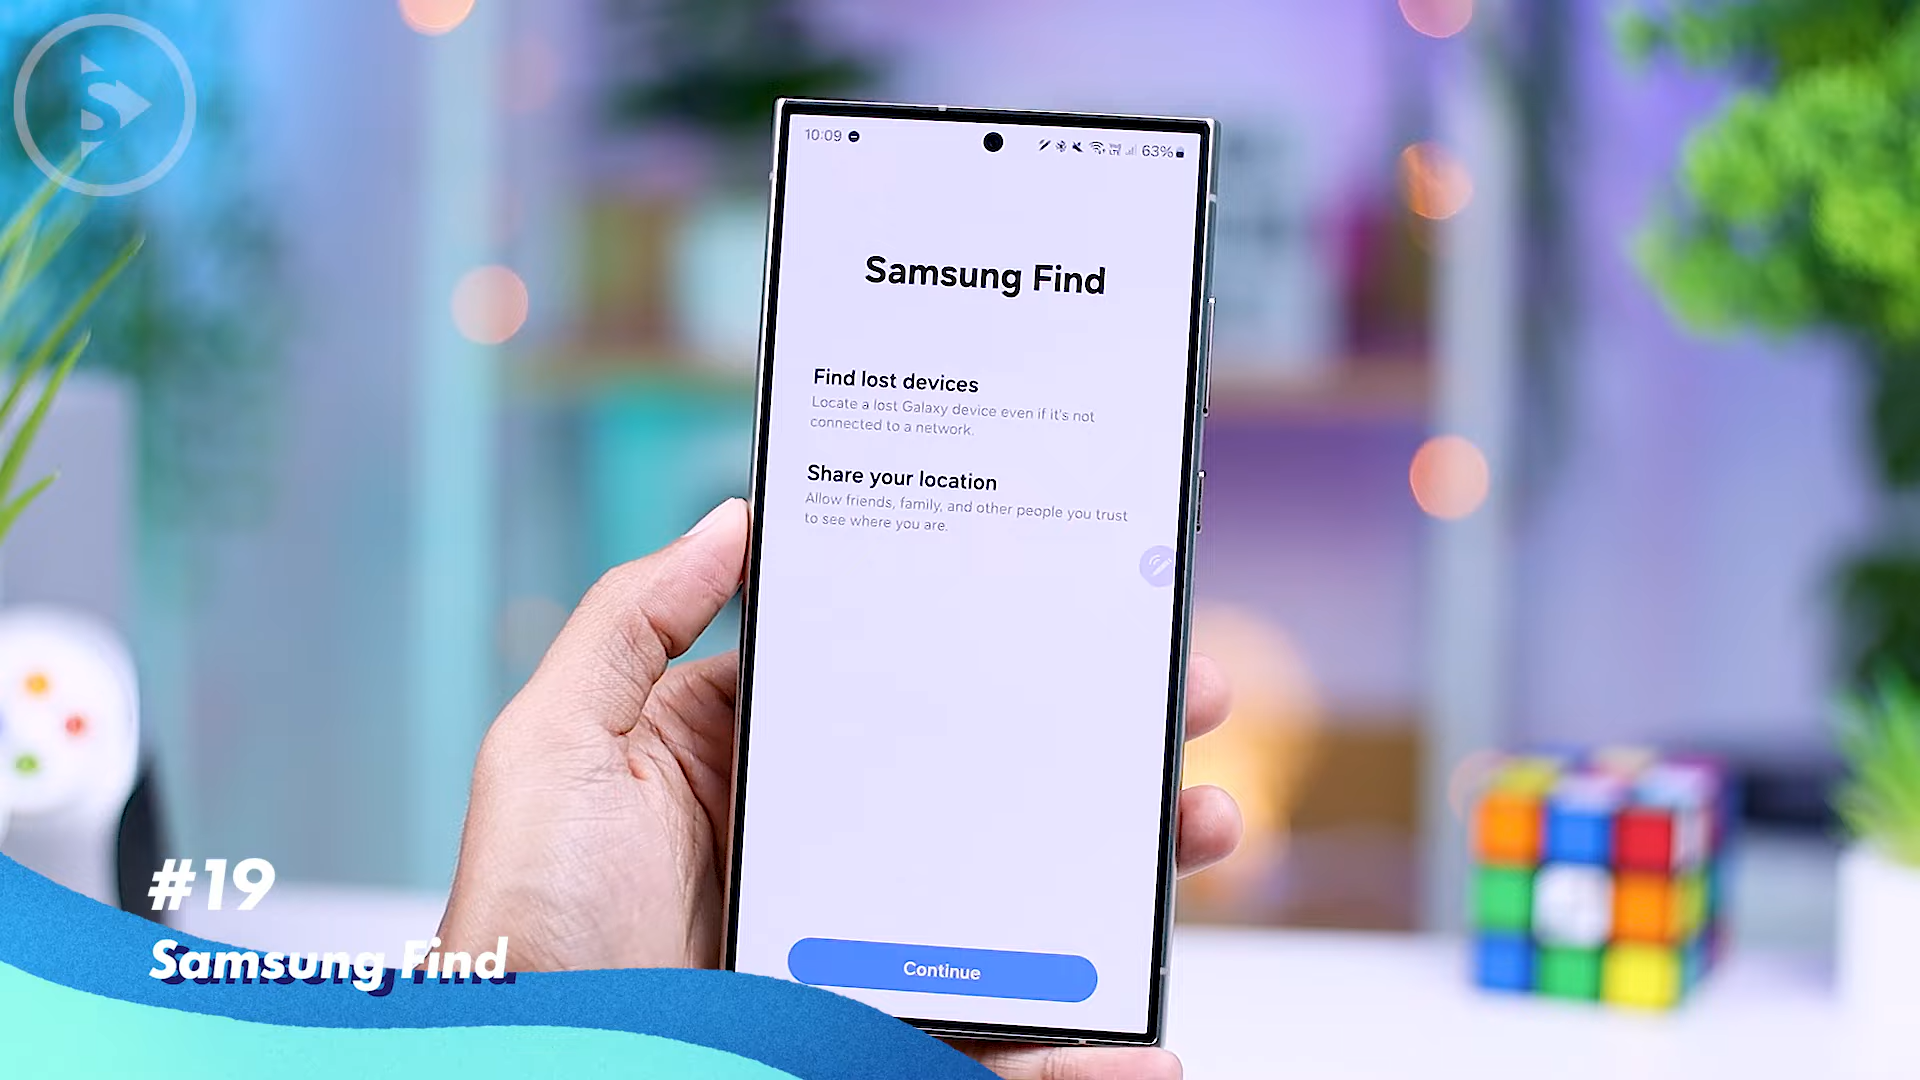 10:09
63%
Samsung Find
Find lost devices
Locate a lost Galaxy device even if it's not
connected to a network.
Share your location
Allow friends, family, and other people you trust
to see where you are.
Continue
#19
Samsung Find